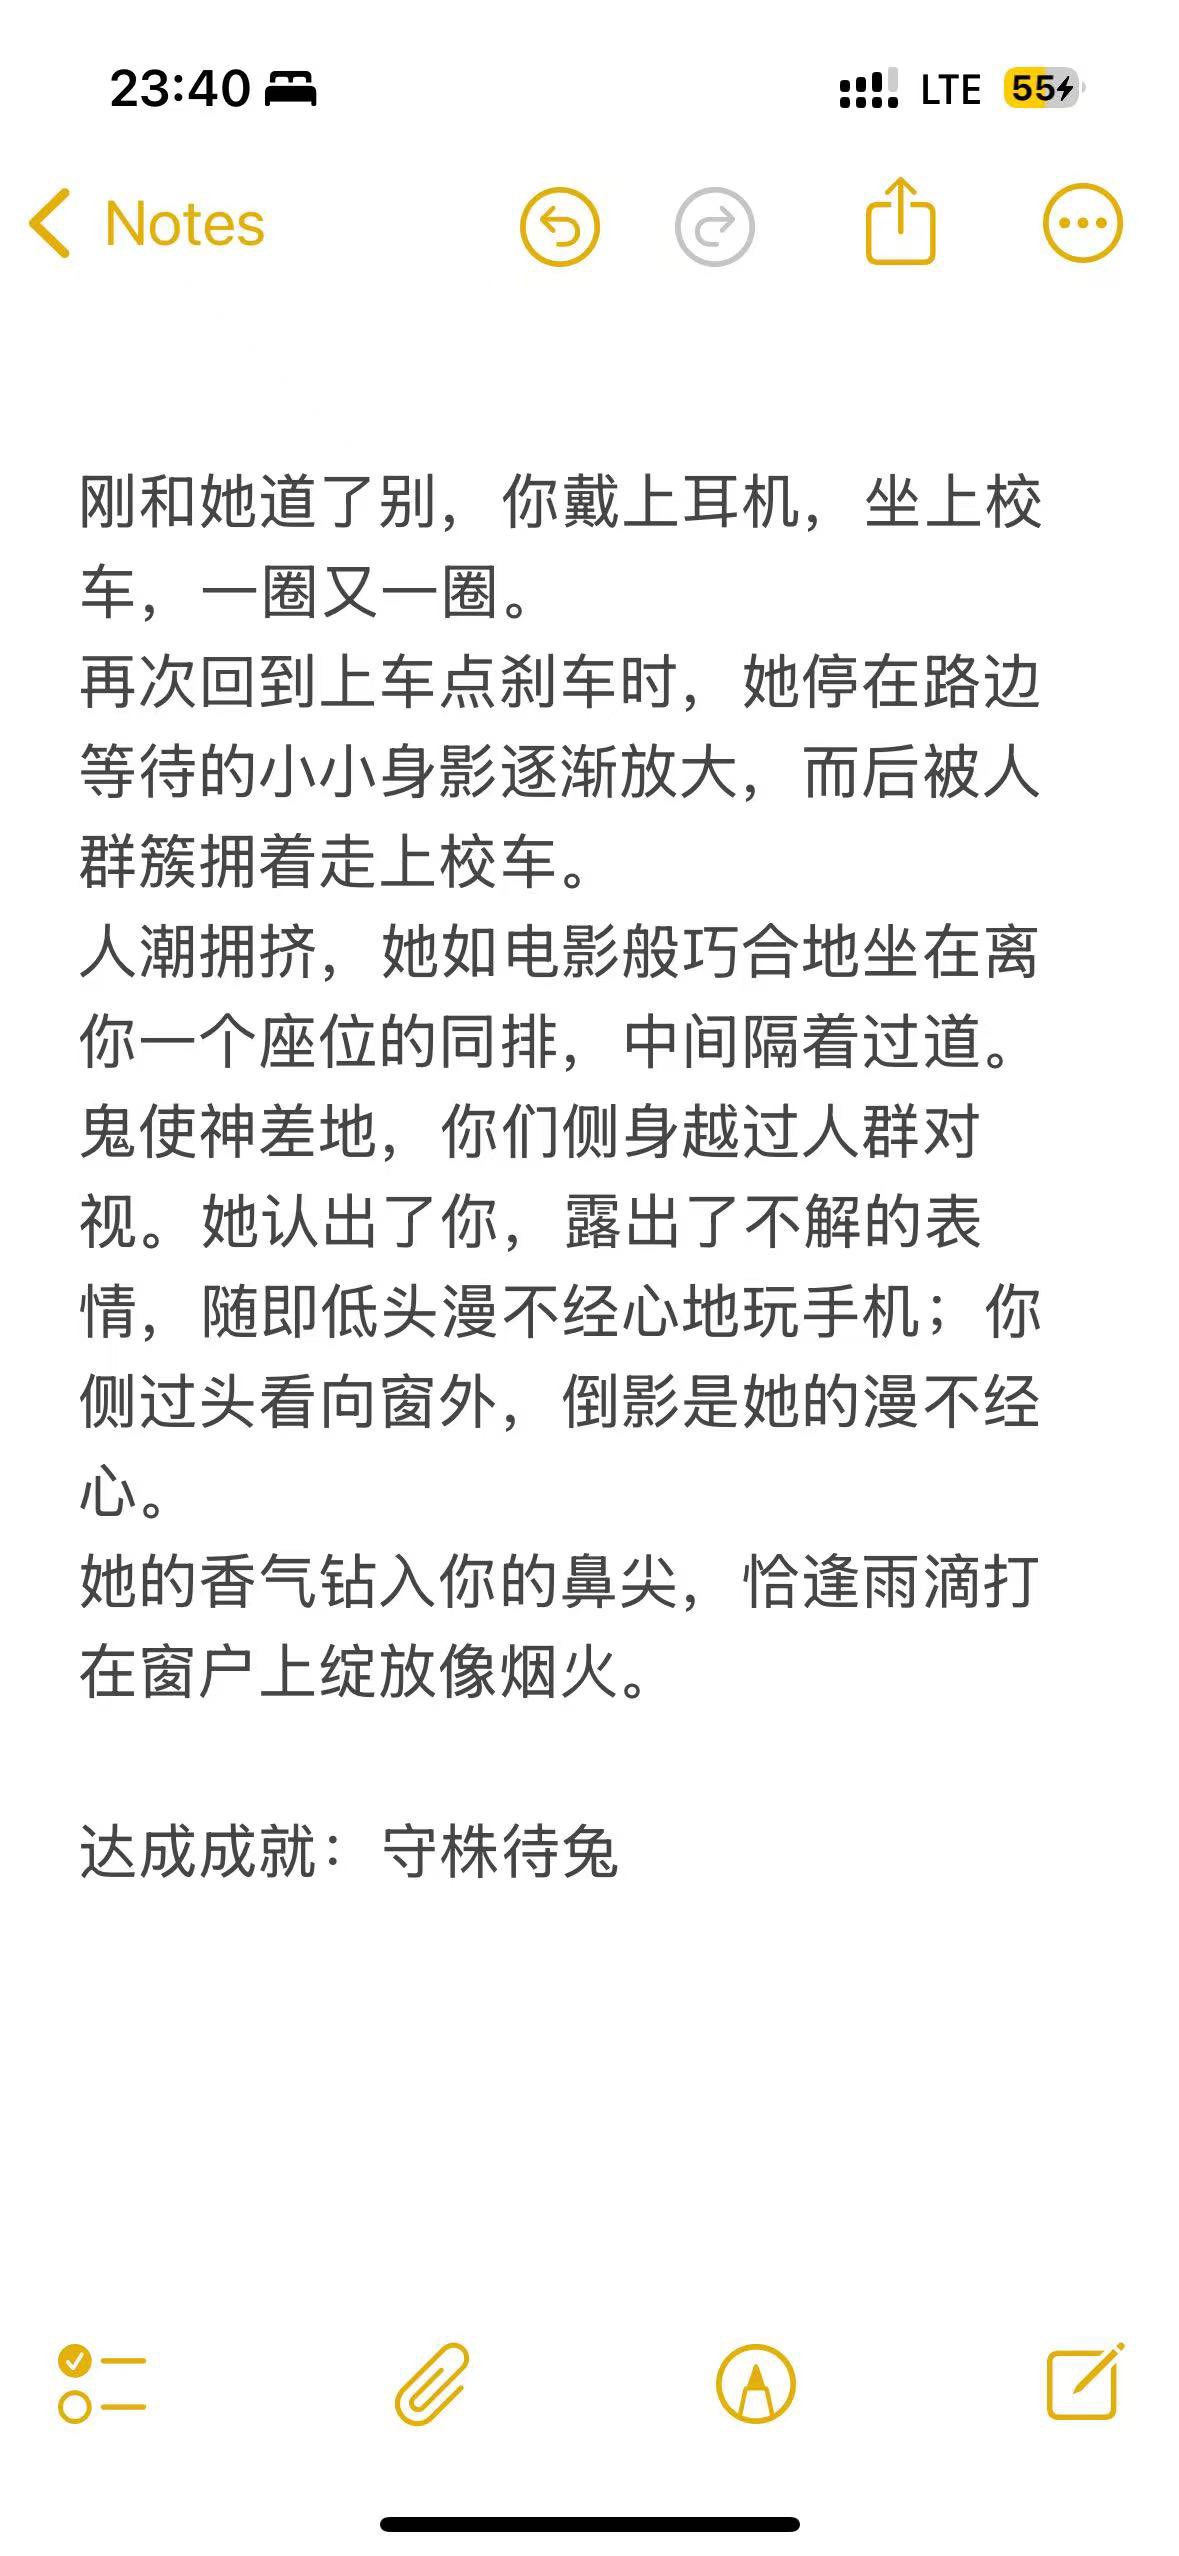 23:40
LTE 55
Notes
刚和她道了别，你戴上耳机，坐上校
车，一圈又一圈。
再次回到上车点刹车时，她停在路边
等待的小小身影逐渐放大，而后被人
群簇拥着走上校车。
人潮拥挤，她如电影般巧合地坐在离
你一个座位的同排，中间隔着过道。
鬼使神差地，你们侧身越过人群对
视。她认出了你，露出了不解的表
情，随即低头漫不经心地玩手机；你
侧过头看向窗外，倒影是她的漫不经
心。
她的香气钻入你的鼻尖，恰逢雨滴打
在窗户上绽放像烟火。
达成成就：守株待兔